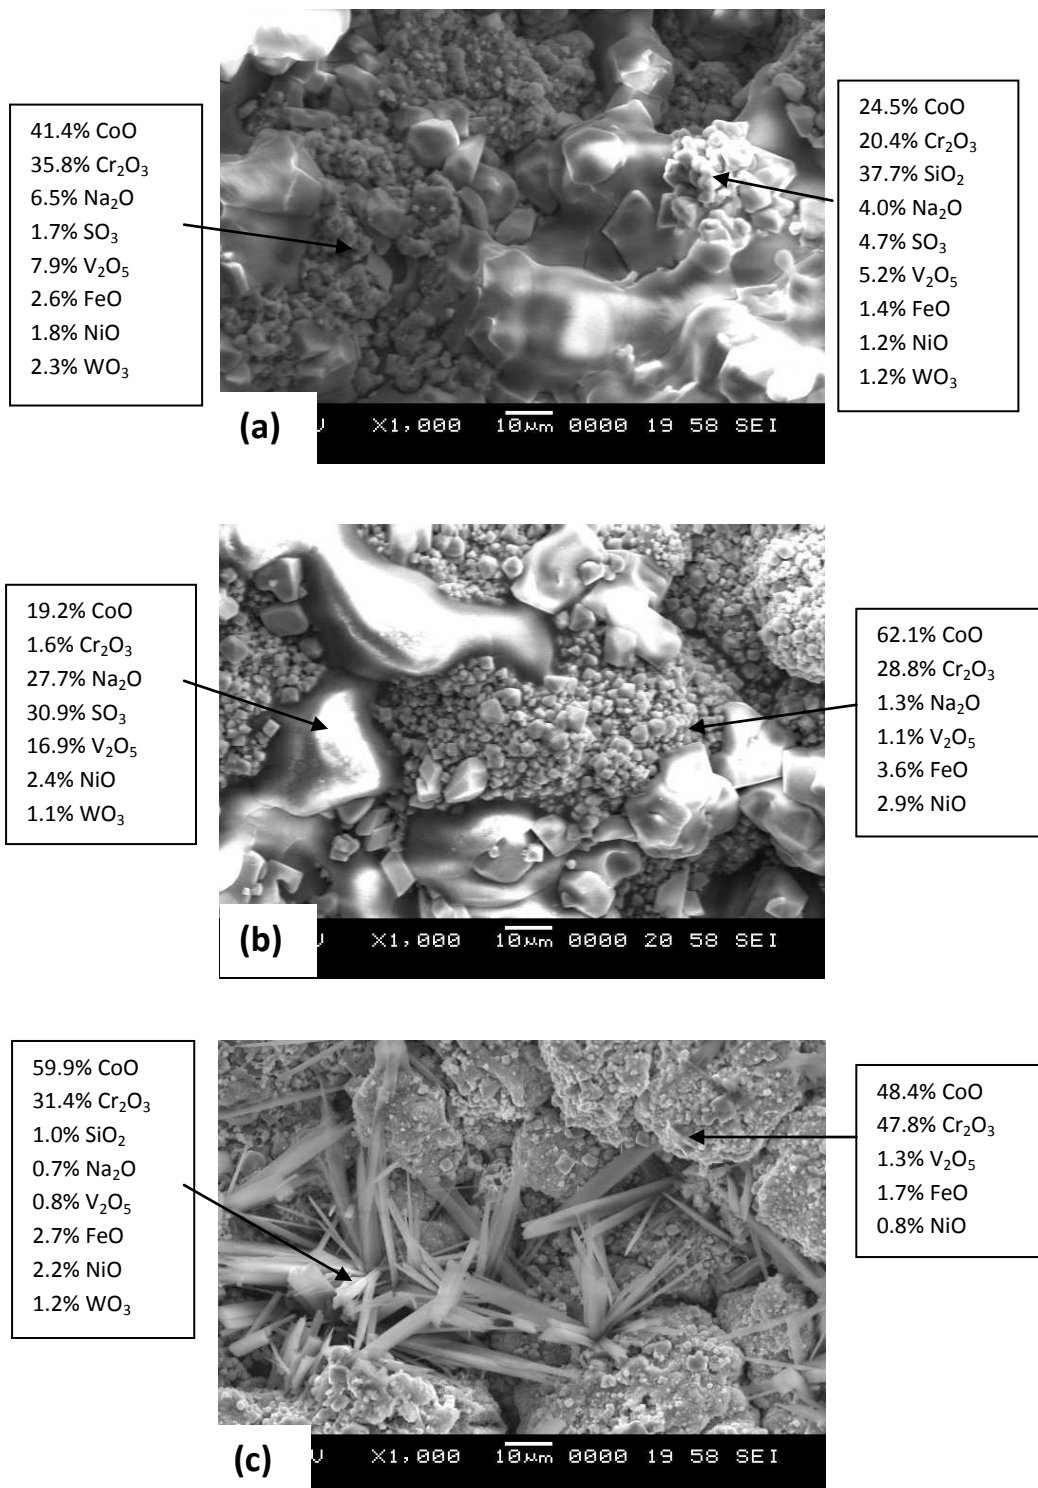 41.4% CoO
35.8% Cr₂O₃
6.5% Na₂O
1.7% SO₃
7.9% V₂O₅
2.6% FeO
1.8% NiO
2.3% WO₃
24.5% CoO
20.4% Cr₂O₃
37.7% SiO₂
4.0% Na₂O
4.7% SO₃
5.2% V₂O₅
1.4% FeO
1.2% NiO
1.2% WO₃
(a) X1,000 10µm 0000 19 58 SEI
19.2% CoO
1.6% Cr₂O₃
27.7% Na₂O
30.9% SO₃
16.9% V₂O₅
2.4% NiO
1.1% WO₃
62.1% CoO
28.8% Cr₂O₃
1.3% Na₂O
1.1% V₂O₅
3.6% FeO
2.9% NiO
(b) X1,000 10µm 0000 20 58 SEI
59.9% CoO
31.4% Cr₂O₃
1.0% SiO₂
0.7% Na₂O
0.8% V₂O₅
2.7% FeO
2.2% NiO
1.2% WO₃
48.4% CoO
47.8% Cr₂O₃
1.3% V₂O₅
1.7% FeO
0.8% NiO
(c) X1,000 10µm 0000 19 58 SEI